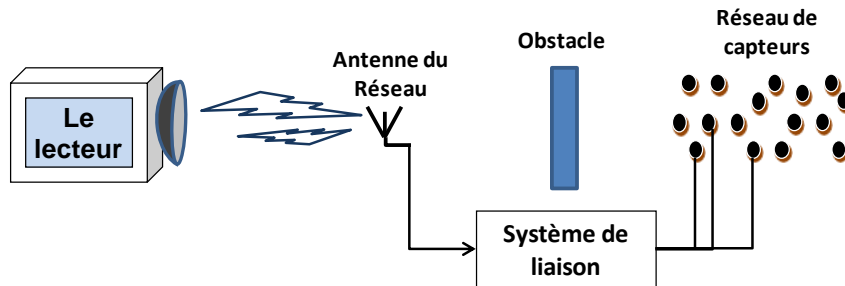 Le
lecteur
Antenne du
Réseau
Obstacle
Réseau de
capteurs
Système de
liaison